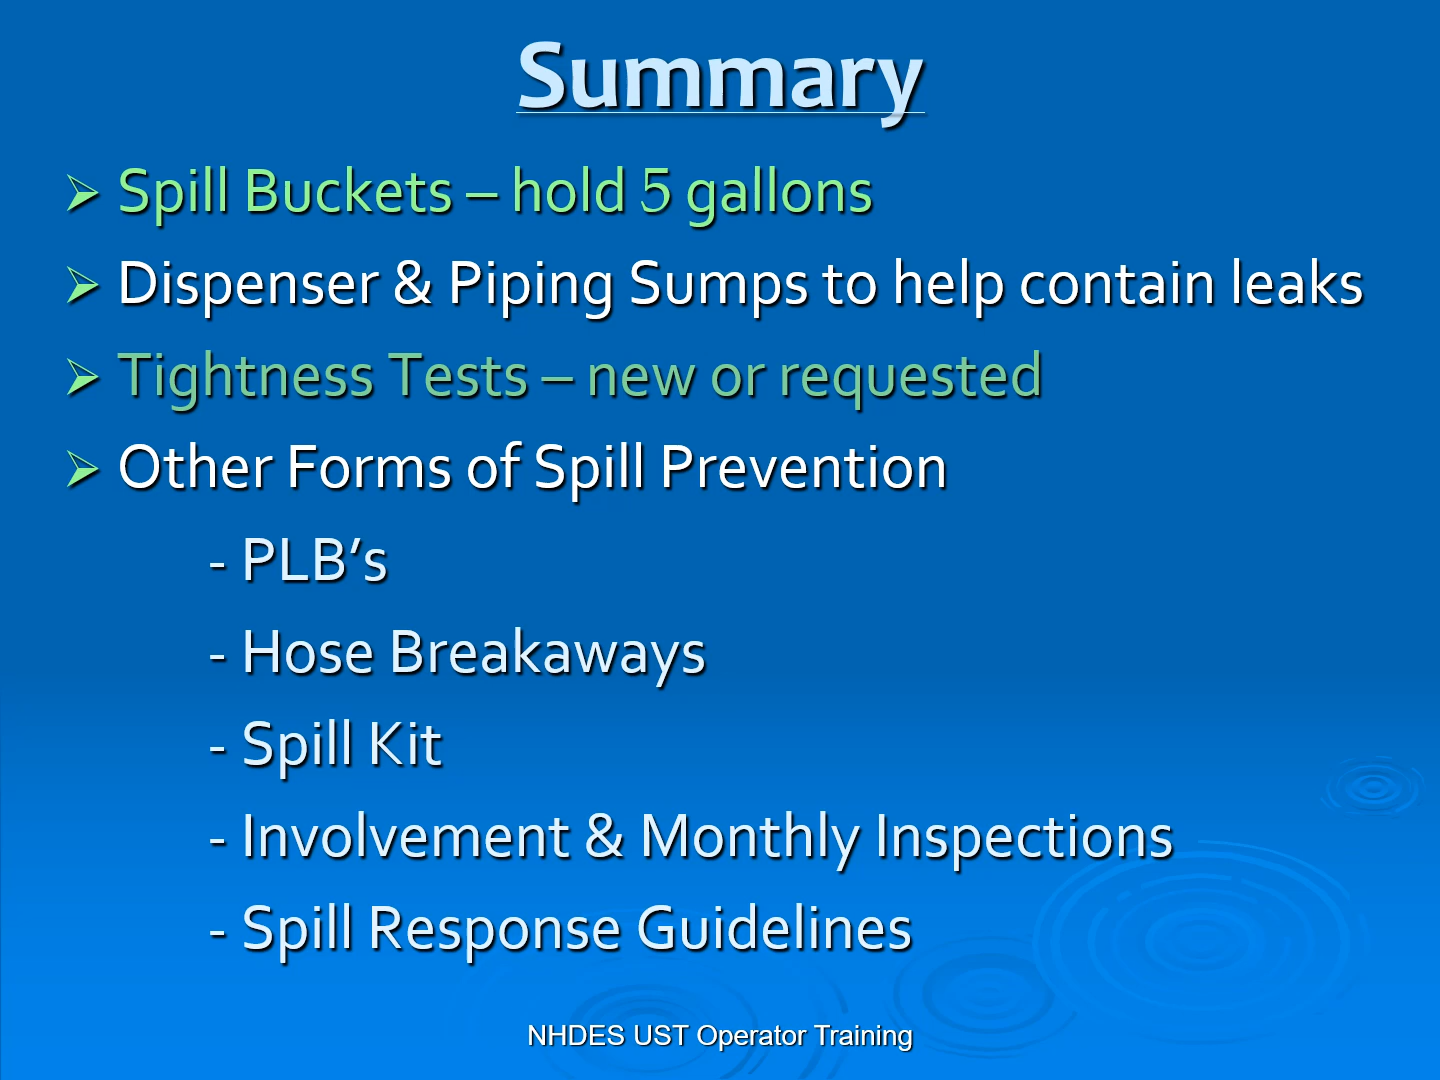 Summary
Spill Buckets – hold 5 gallons
Dispenser & Piping Sumps to help contain leaks
Tightness Tests – new or requested
Other Forms of Spill Prevention
- PLB’s
- Hose Breakaways
- Spill Kit
- Involvement & Monthly Inspections
- Spill Response Guidelines
NHDES UST Operator Training